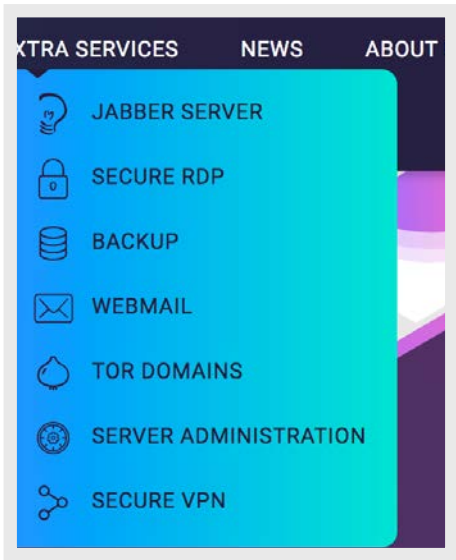 XTRA SERVICES NEWS ABOUT
JABBER SERVER
SECURE RDP
BACKUP
WEBMAIL
TOR DOMAINS
SERVER ADMINISTRATION
SECURE VPN